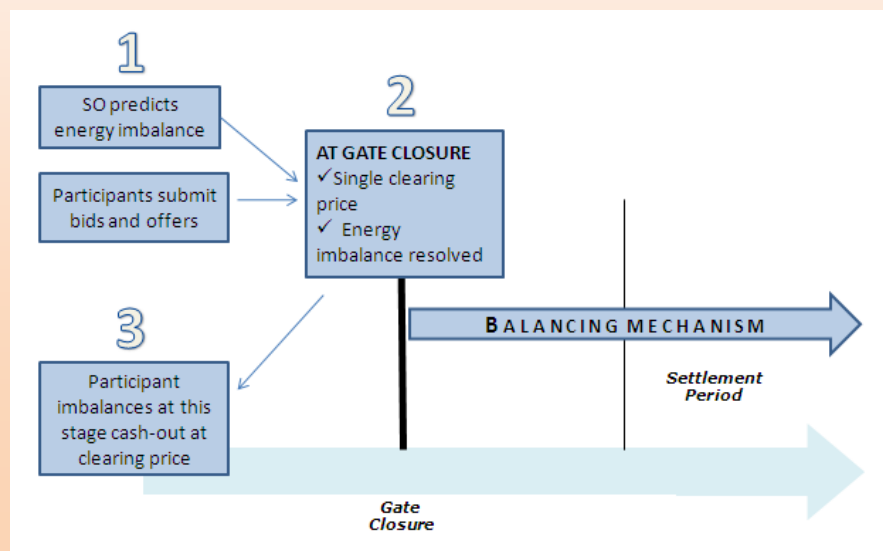 1
SO predicts
energy imbalance
Participants submit
bids and offers
2
AT GATE CLOSURE
✓Single clearing
price
✓ Energy
imbalance resolved
3
Participant
imbalances at this
stage cash-out at
clearing price
BALANCING MECHANISM
Settlement
Period
Gate
Closure